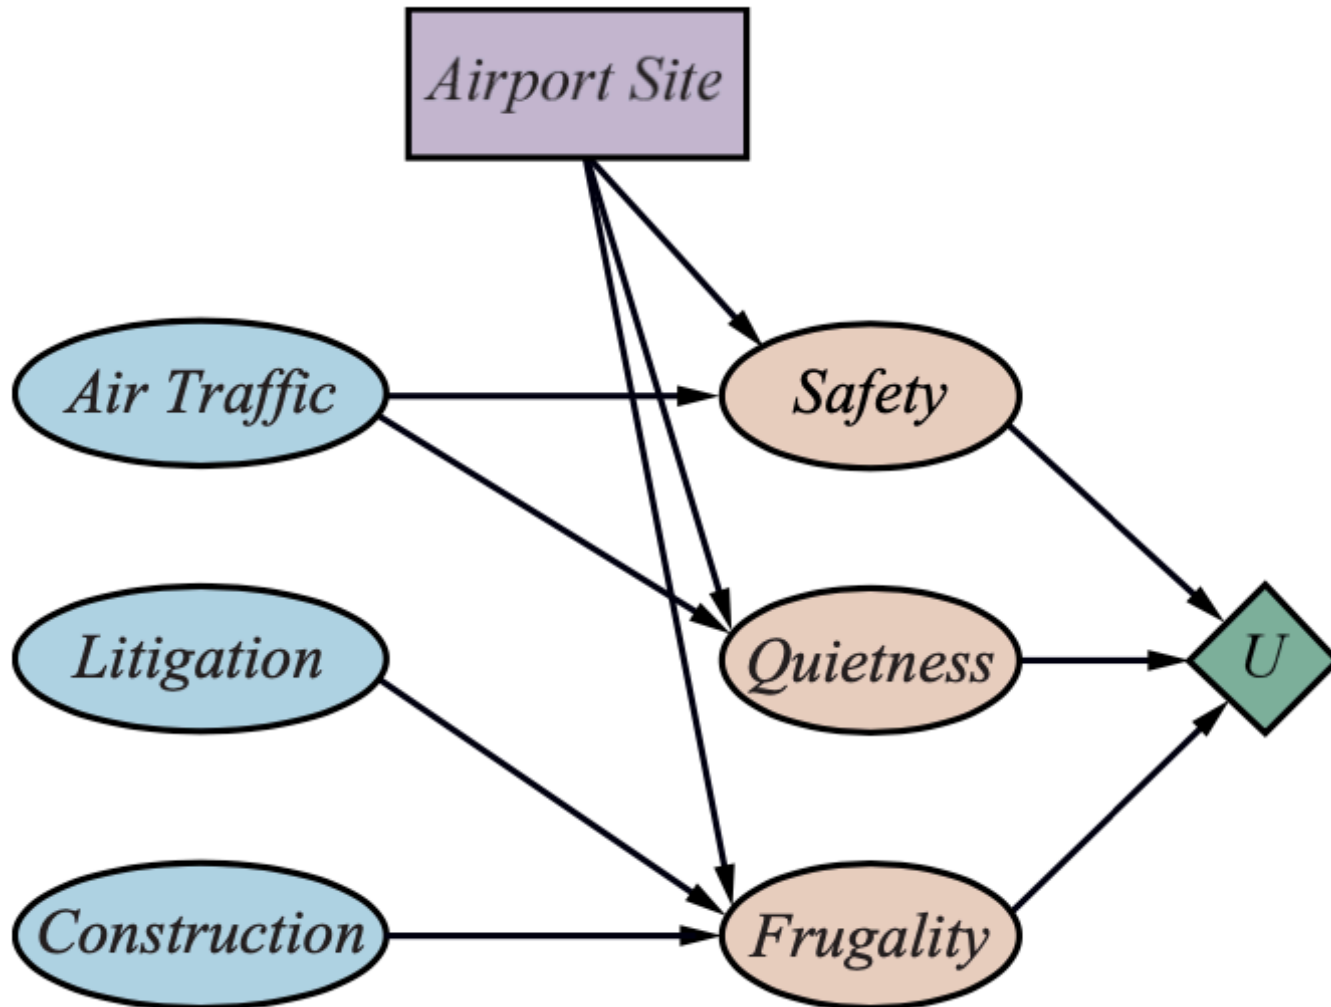 Airport Site
Air Traffic
Safety
Litigation
Quietness
U
Construction
Frugality